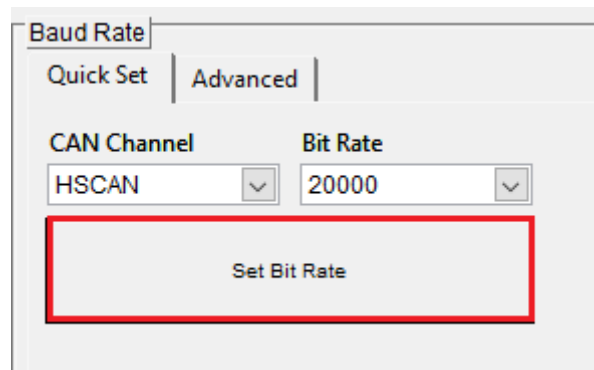 Baud Rate
Quick Set Advanced
CAN Channel Bit Rate
HSCAN 20000
Set Bit Rate